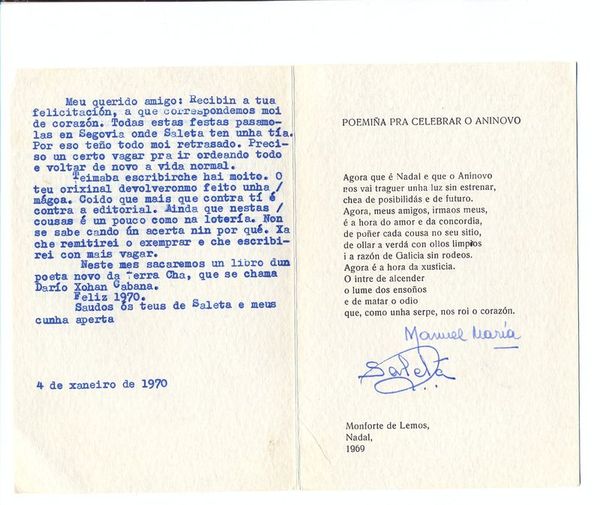 Meu querido amigo: Recibin a tua
felicitación, a que correspondemos moi
de corazón. Todas estas festas pasamo-
las en Segovia onde Saleta ten unha tía.
Por eso teño todo moi retrasado. Preci-
so un certo vagar pra ir ordeando todo
e voltar de novo a vida normal.
Teimaba escribirche hai moito. O
teu orixinal devolveronmo feito unha /
mágoa. Coido que mais que contra tí é
contra a editorial. Ainda que nestas /
cousas é un pouco como na lotería. Non
se sabe cando ún acerta nin por qué. Xa
che remitirei o exemprar e che escribi-
rei con mais vagar.
Neste mes sacaremos un libro dun
poeta novo da Terra Cha, que se chama
Darío Xohan Cabana.
Feliz 1970.
Saudos ôs teus de Saleta e meus
cunha aperta
4 de xaneiro de 1970
POEMIÑA PRA CELEBRAR O ANINOVO
Agora que é Nadal e que o Aninovo
nos vai traguer unha luz sin estrenar,
chea de posibilidás e de futuro.
Agora, meus amigos, irmaos meus,
é a hora do amor e da concordia,
de poñer cada cousa no seu sitio,
de ollar a verdá con ollos limpios
i a razón de Galicia sin rodeos.
Agora é a hora da xusticia.
O intre de alcender
o lume dos ensoños
e de matar o odio
que, como unha serpe, nos roi o corazón.
Manuel María
Saleta
Monforte de Lemos,
Nadal,
1969